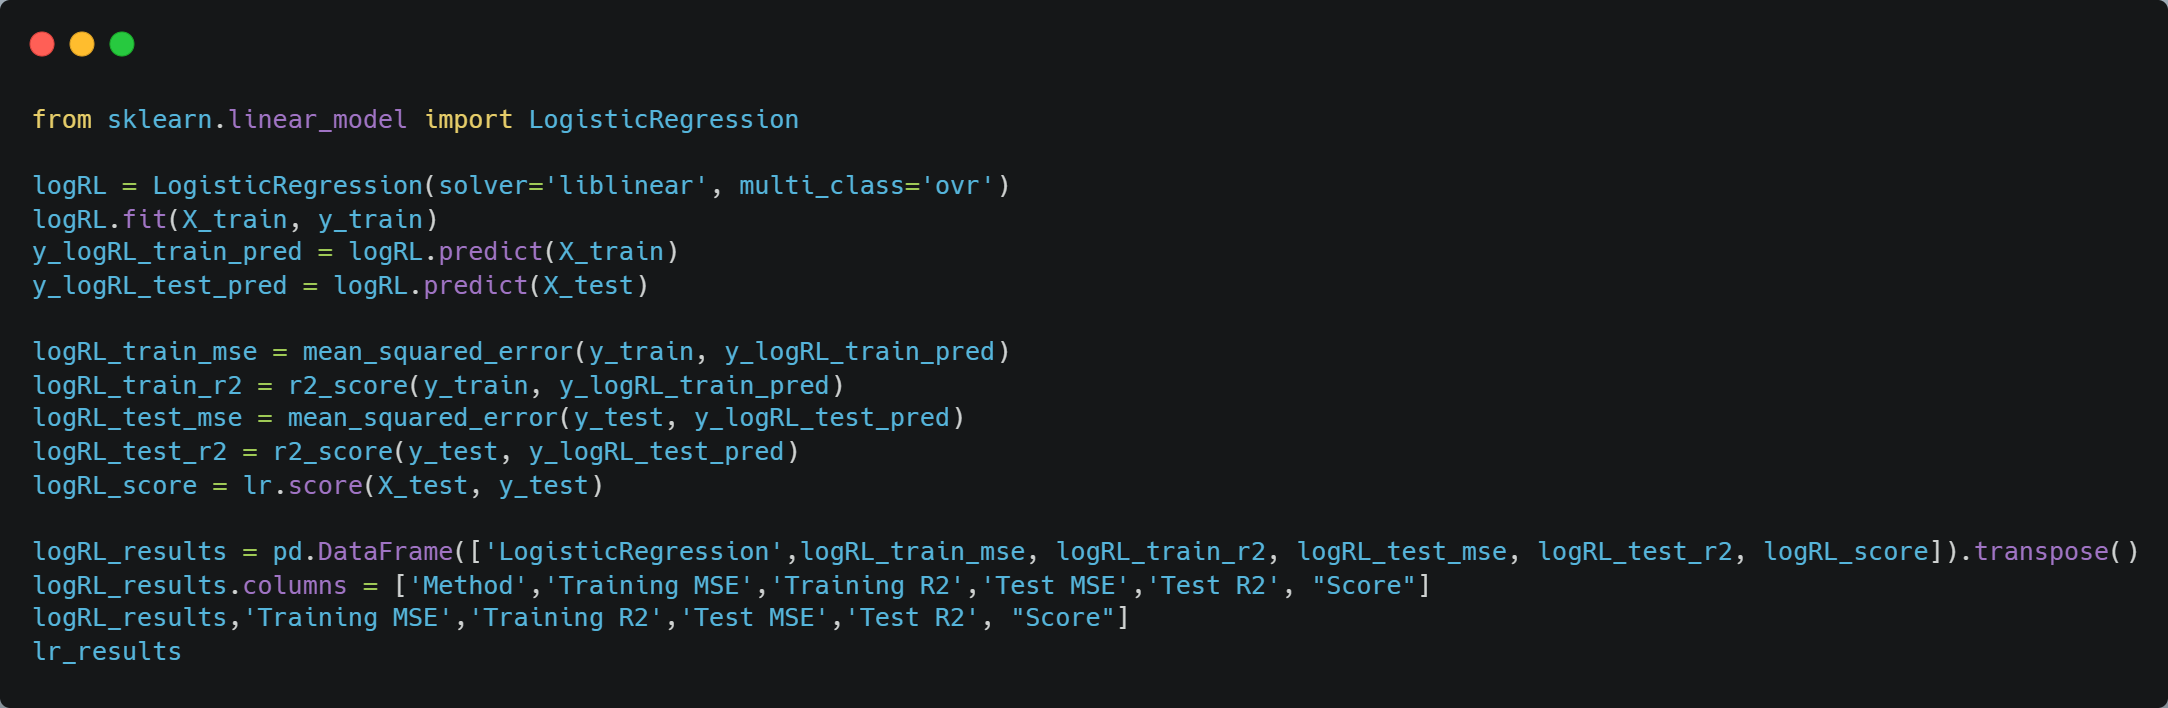 from sklearn.linear_model import LogisticRegression
logRL = LogisticRegression(solver='liblinear', multi_class='ovr')
logRL.fit(X_train, y_train)
y_logRL_train_pred = logRL.predict(X_train)
y_logRL_test_pred = logRL.predict(X_test)
logRL_train_mse = mean_squared_error(y_train, y_logRL_train_pred)
logRL_train_r2 = r2_score(y_train, y_logRL_train_pred)
logRL_test_mse = mean_squared_error(y_test, y_logRL_test_pred)
logRL_test_r2 = r2_score(y_test, y_logRL_test_pred)
logRL_score = lr.score(X_test, y_test)
logRL_results = pd.DataFrame(['LogisticRegression',logRL_train_mse, logRL_train_r2, logRL_test_mse, logRL_test_r2, logRL_score]).transpose()
logRL_results.columns = ['Method','Training MSE','Training R2','Test MSE','Test R2', "Score"]
logRL_results,'Training MSE','Training R2','Test MSE','Test R2', "Score"]
lr_results